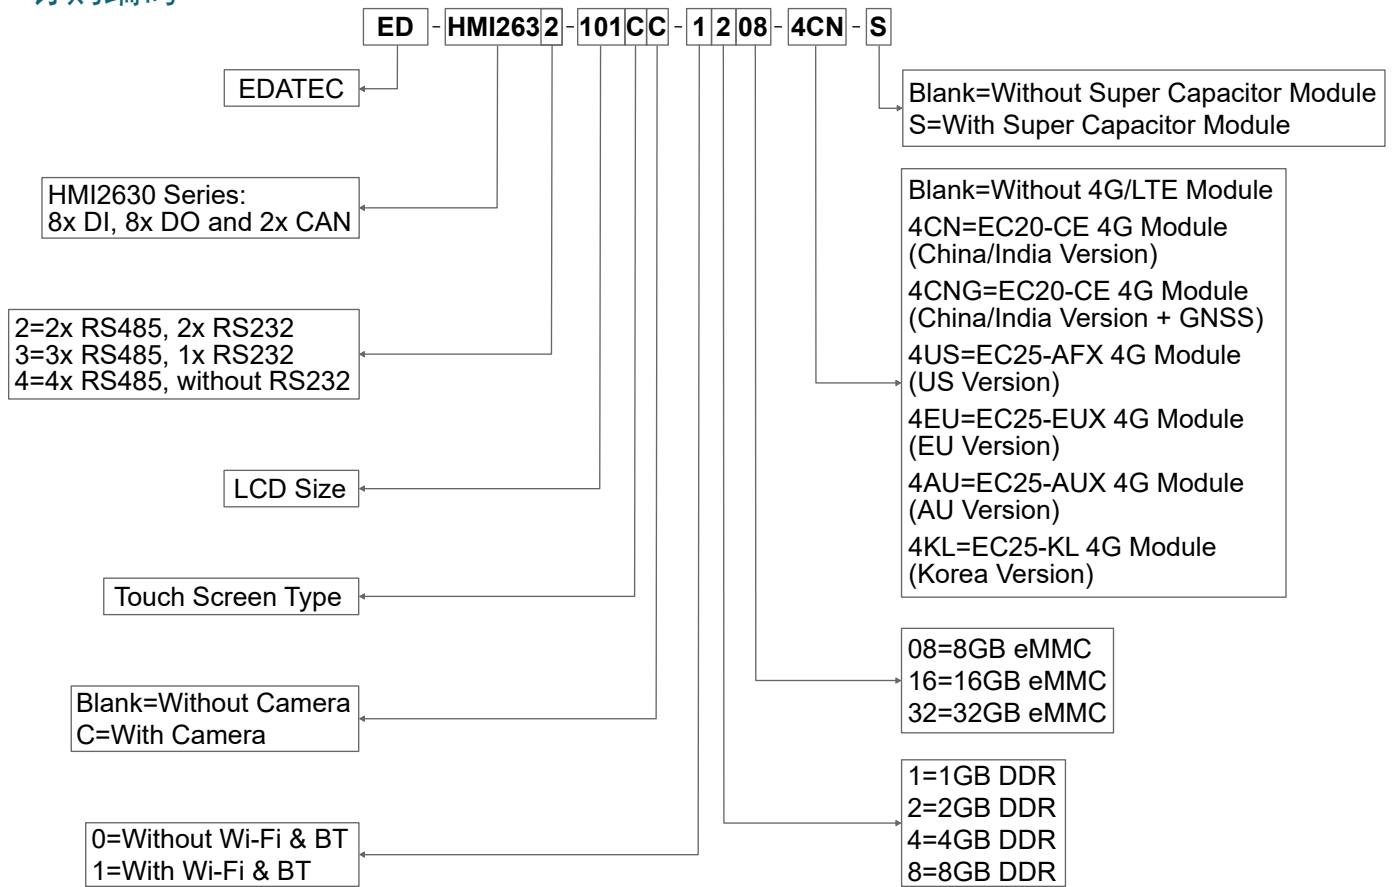 ED - HMI2632 - 101CC - 1208 - 4CN - S
EDATEC
HMI2630 Series:
8x DI, 8x DO and 2x CAN
2=2x RS485, 2x RS232
3=3x RS485, 1x RS232
4=4x RS485, without RS232
LCD Size
Touch Screen Type
Blank=Without Camera
C=With Camera
0=Without Wi-Fi & BT
1=With Wi-Fi & BT
Blank=Without Super Capacitor Module
S=With Super Capacitor Module
Blank=Without 4G/LTE Module
4CN=EC20-CE 4G Module
(China/India Version)
4CNG=EC20-CE 4G Module
(China/India Version + GNSS)
4US=EC25-AFX 4G Module
(US Version)
4EU=EC25-EUX 4G Module
(EU Version)
4AU=EC25-AUX 4G Module
(AU Version)
4KL=EC25-KL 4G Module
(Korea Version)
08=8GB eMMC
16=16GB eMMC
32=32GB eMMC
1=1GB DDR
2=2GB DDR
4=4GB DDR
8=8GB DDR